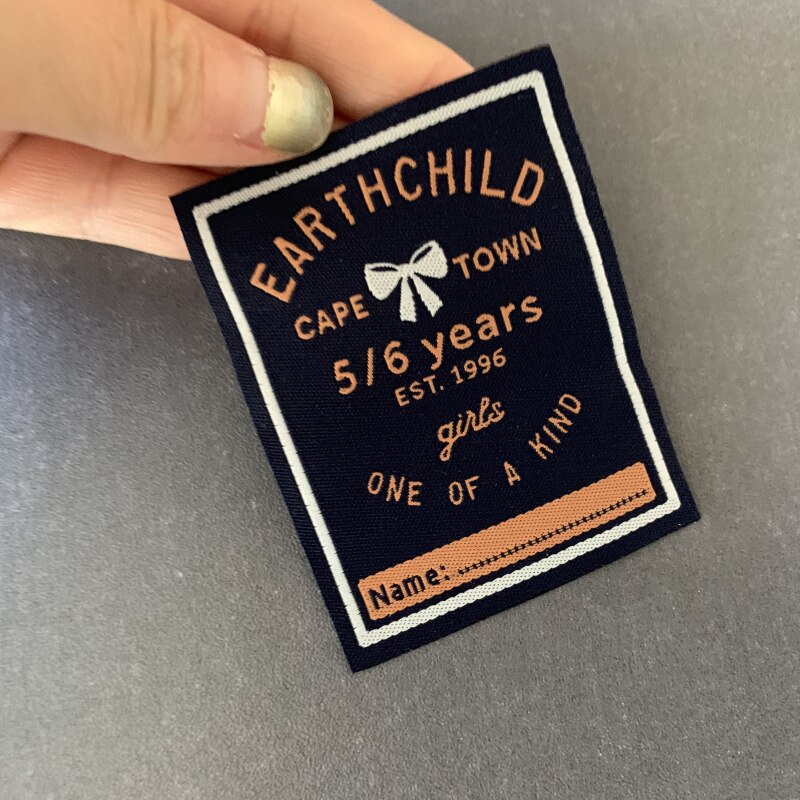 EARTHCHILD
CAPE TOWN
5/6 years
EST. 1996
girls
ONE OF A KIND
Name:..............................